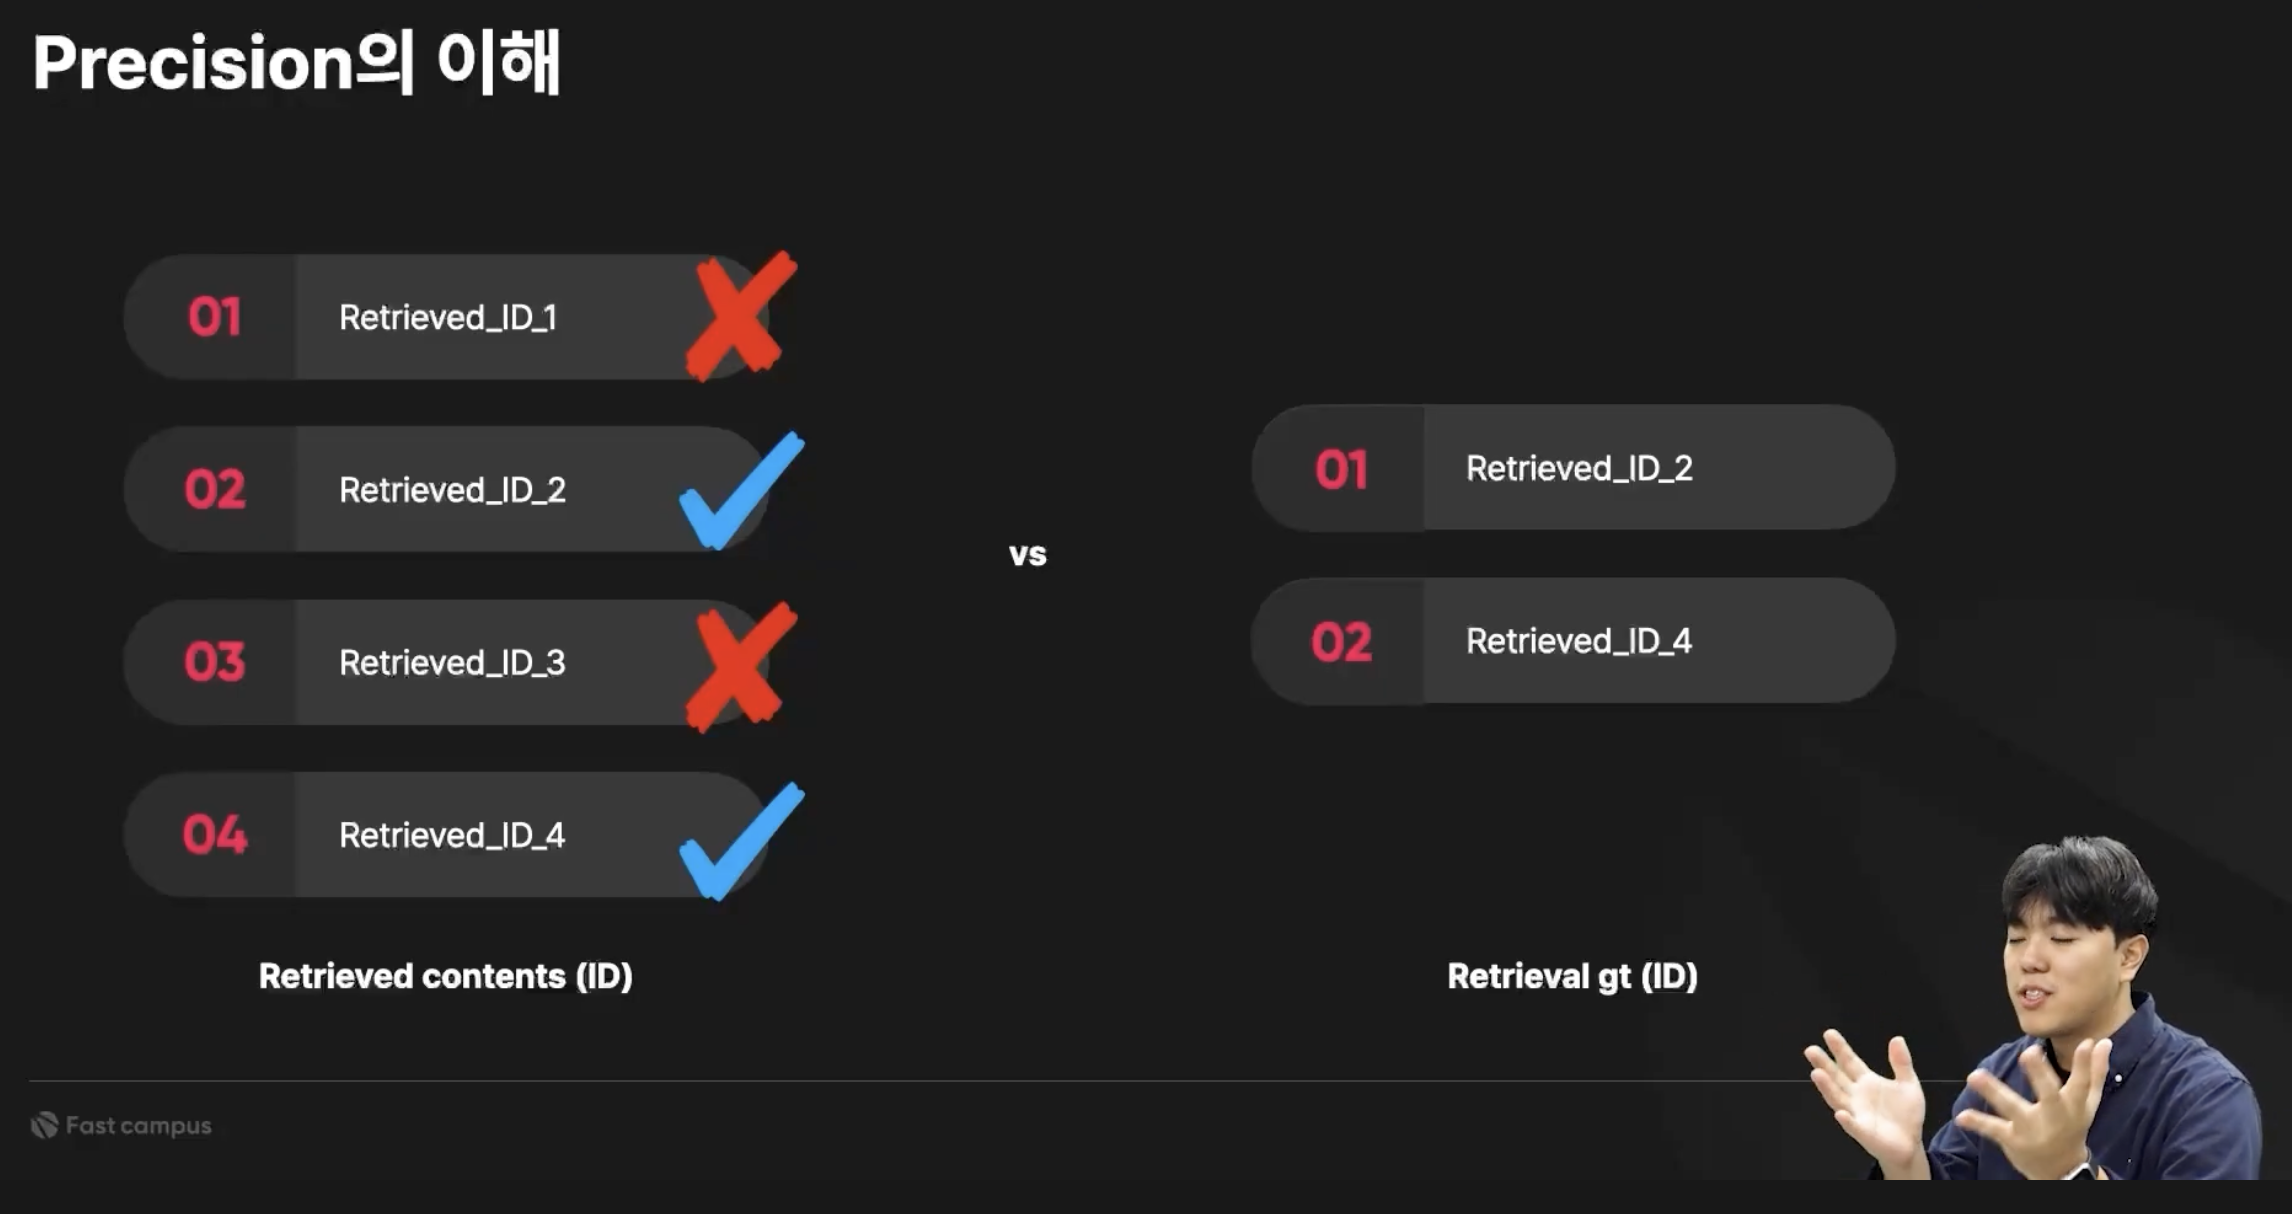 Precision의 이해
01 Retrieved_ID_1
02 Retrieved_ID_2
03 Retrieved_ID_3
04 Retrieved_ID_4
Retrieved contents (ID)
vs
01 Retrieved_ID_2
02 Retrieved_ID_4
Retrieval gt (ID)
Fast campus